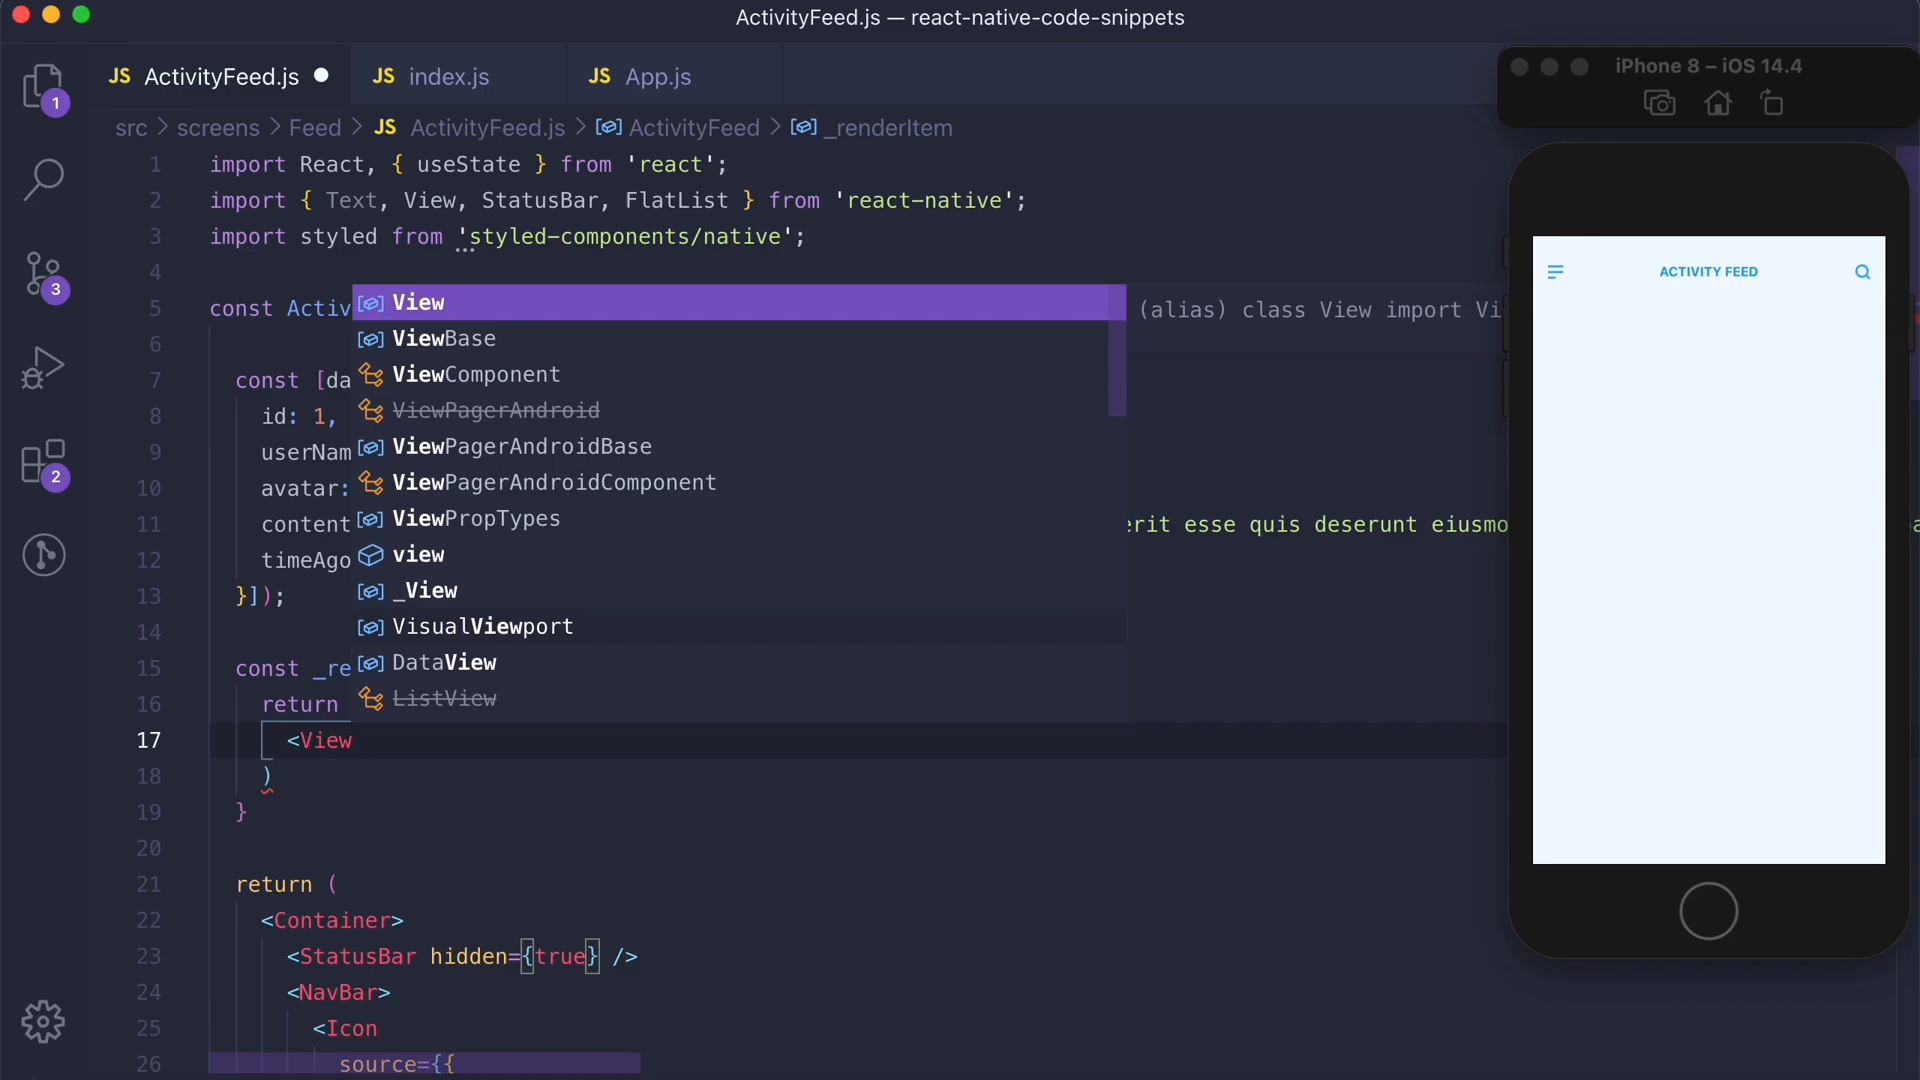 ActivityFeed.js — react-native-code-snippets
JS ActivityFeed.js
JS index.js
JS App.js
src > screens > Feed > JS ActivityFeed.js > ActivityFeed > _renderItem
1
3
2
1 import React, { useState } from 'react';
2 import { Text, View, StatusBar, FlatList } from 'react-native';
3 import styled from 'styled-components/native';
4
5 const Activ
6
7 const [da
8 id: 1,
9 userNam
10 avatar:
11 content
erit esse quis deserunt eiusmo
12 timeAgo
13 }]);
14
15 const _re
16 return
17 <View
18 )
19 }
20
21 return (
22 <Container>
23 <StatusBar hidden={true} />
24 <NavBar>
25 <Icon
26 source={{
View
ViewBase
ViewComponent
ViewPagerAndroid
ViewPagerAndroidBase
ViewPagerAndroidComponent
ViewPropTypes
view
_View
VisualViewport
DataView
ListView
(alias) class View import Vi
iPhone 8 – iOS 14.4
ACTIVITY FEED